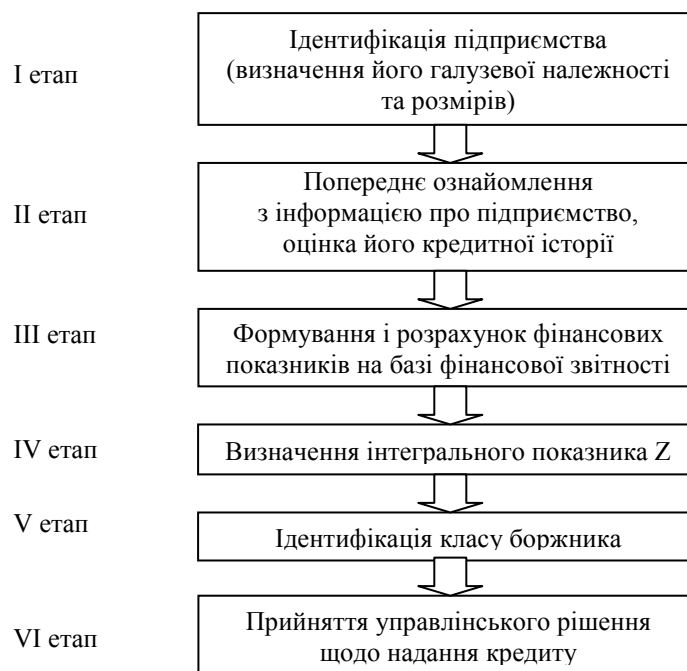 І етап
Ідентифікація підприємства
(визначення його галузевої належності
та розмірів)
ІІ етап
Попереднє ознайомлення
з інформацією про підприємство,
оцінка його кредитної історії
ІІІ етап
Формування і розрахунок фінансових
показників на базі фінансової звітності
IV етап
Визначення інтегрального показника Z
V етап
Ідентифікація класу боржника
VI етап
Прийняття управлінського рішення
щодо надання кредиту